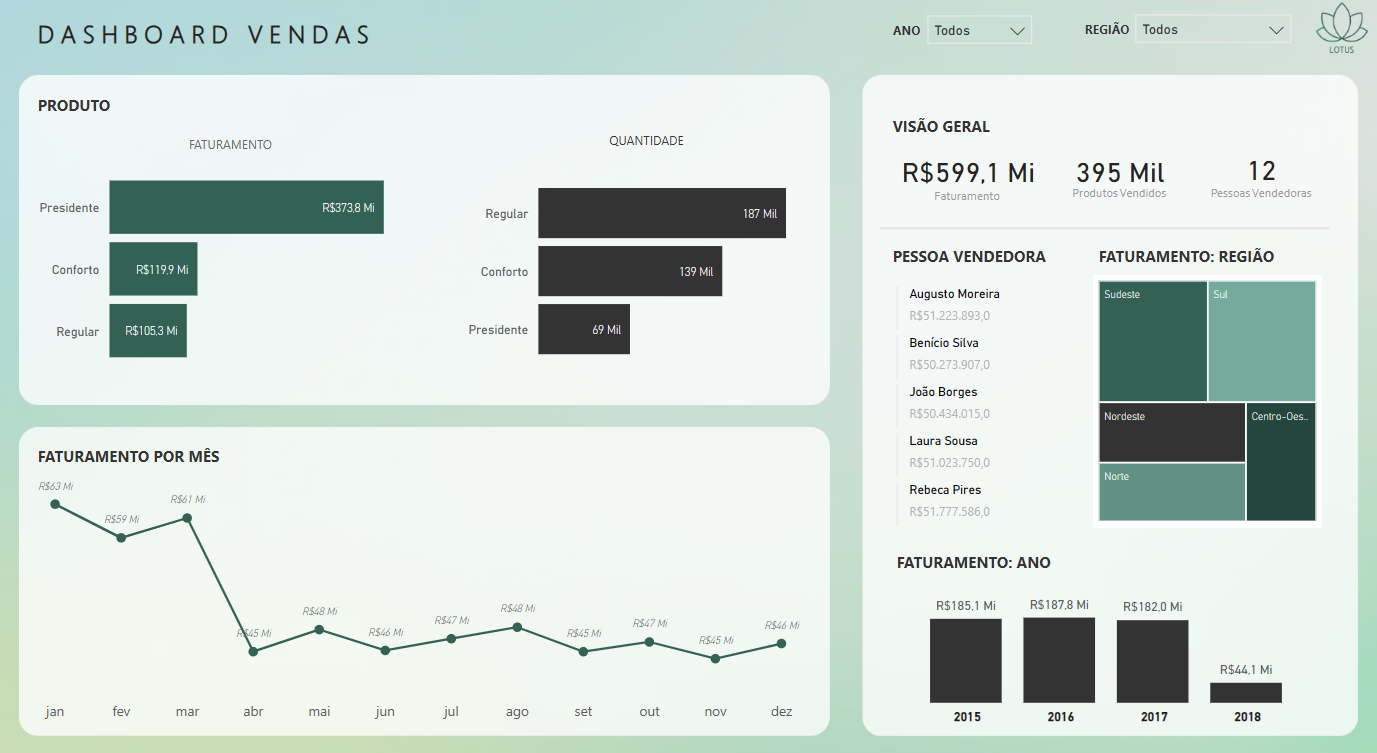 DASHBOARD VENDAS
ANO Todos
REGIÃO Todos
LOTUS
PRODUTO
FATURAMENTO
Presidente R$373,8 Mi
Conforto R$119,9 Mi
Regular R$105,3 Mi
QUANTIDADE
Regular 187 Mil
Conforto 139 Mil
Presidente 69 Mil
FATURAMENTO POR MÊS
R$63 Mi R$59 Mi R$61 Mi R$45 Mi R$48 Mi R$46 Mi R$47 Mi R$48 Mi R$45 Mi R$47 Mi R$45 Mi R$46 Mi
jan fev mar abr mai jun jul ago set out nov dez
VISÃO GERAL
R$599,1 Mi 395 Mil 12
Faturamento Produtos Vendidos Pessoas Vendedoras
PESSOA VENDEDORA
Augusto Moreira
R$51.223.893,0
Benício Silva
R$50.273.907,0
João Borges
R$50.434.015,0
Laura Sousa
R$51.023.750,0
Rebeca Pires
R$51.777.586,0
FATURAMENTO: REGIÃO
Sudeste Sul
Nordeste Centro-Oes..
Norte
FATURAMENTO: ANO
R$185,1 Mi R$187,8 Mi R$182,0 Mi R$44,1 Mi
2015 2016 2017 2018